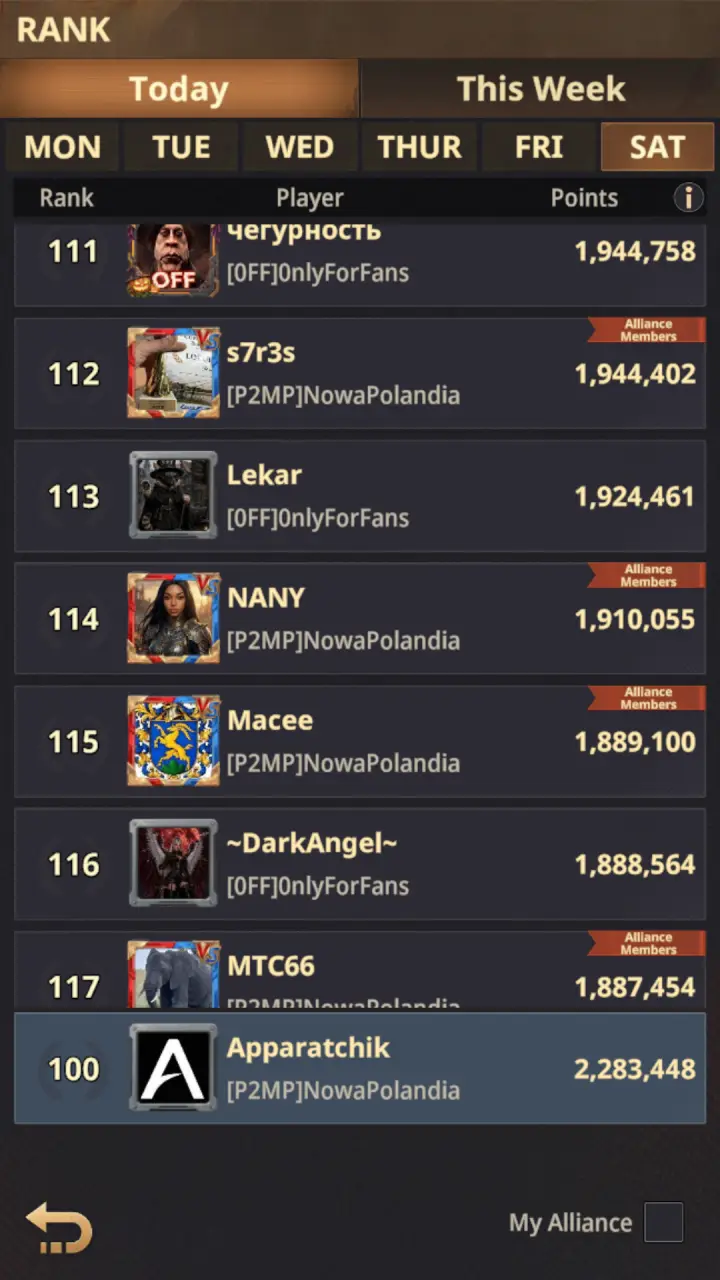 RANK
Today
This Week
MON
TUE
WED
THUR
FRI
SAT
Rank
Player
Points
i
111
чегурность
OFF
[0FF]0nlyForFans
1,944,758
Alliance
Members
112
s7r3s
[P2MP]NowaPolandia
1,944,402
113
Lekar
[0FF]0nlyForFans
1,924,461
Alliance
Members
114
NANY
[P2MP]NowaPolandia
1,910,055
Alliance
Members
115
Macee
[P2MP]NowaPolandia
1,889,100
116
~DarkAngel~
[0FF]0nlyForFans
1,888,564
Alliance
Members
117
MTC66
[P2MP]NowaPolandia
1,887,454
100
Apparatchik
[P2MP]NowaPolandia
2,283,448
My Alliance